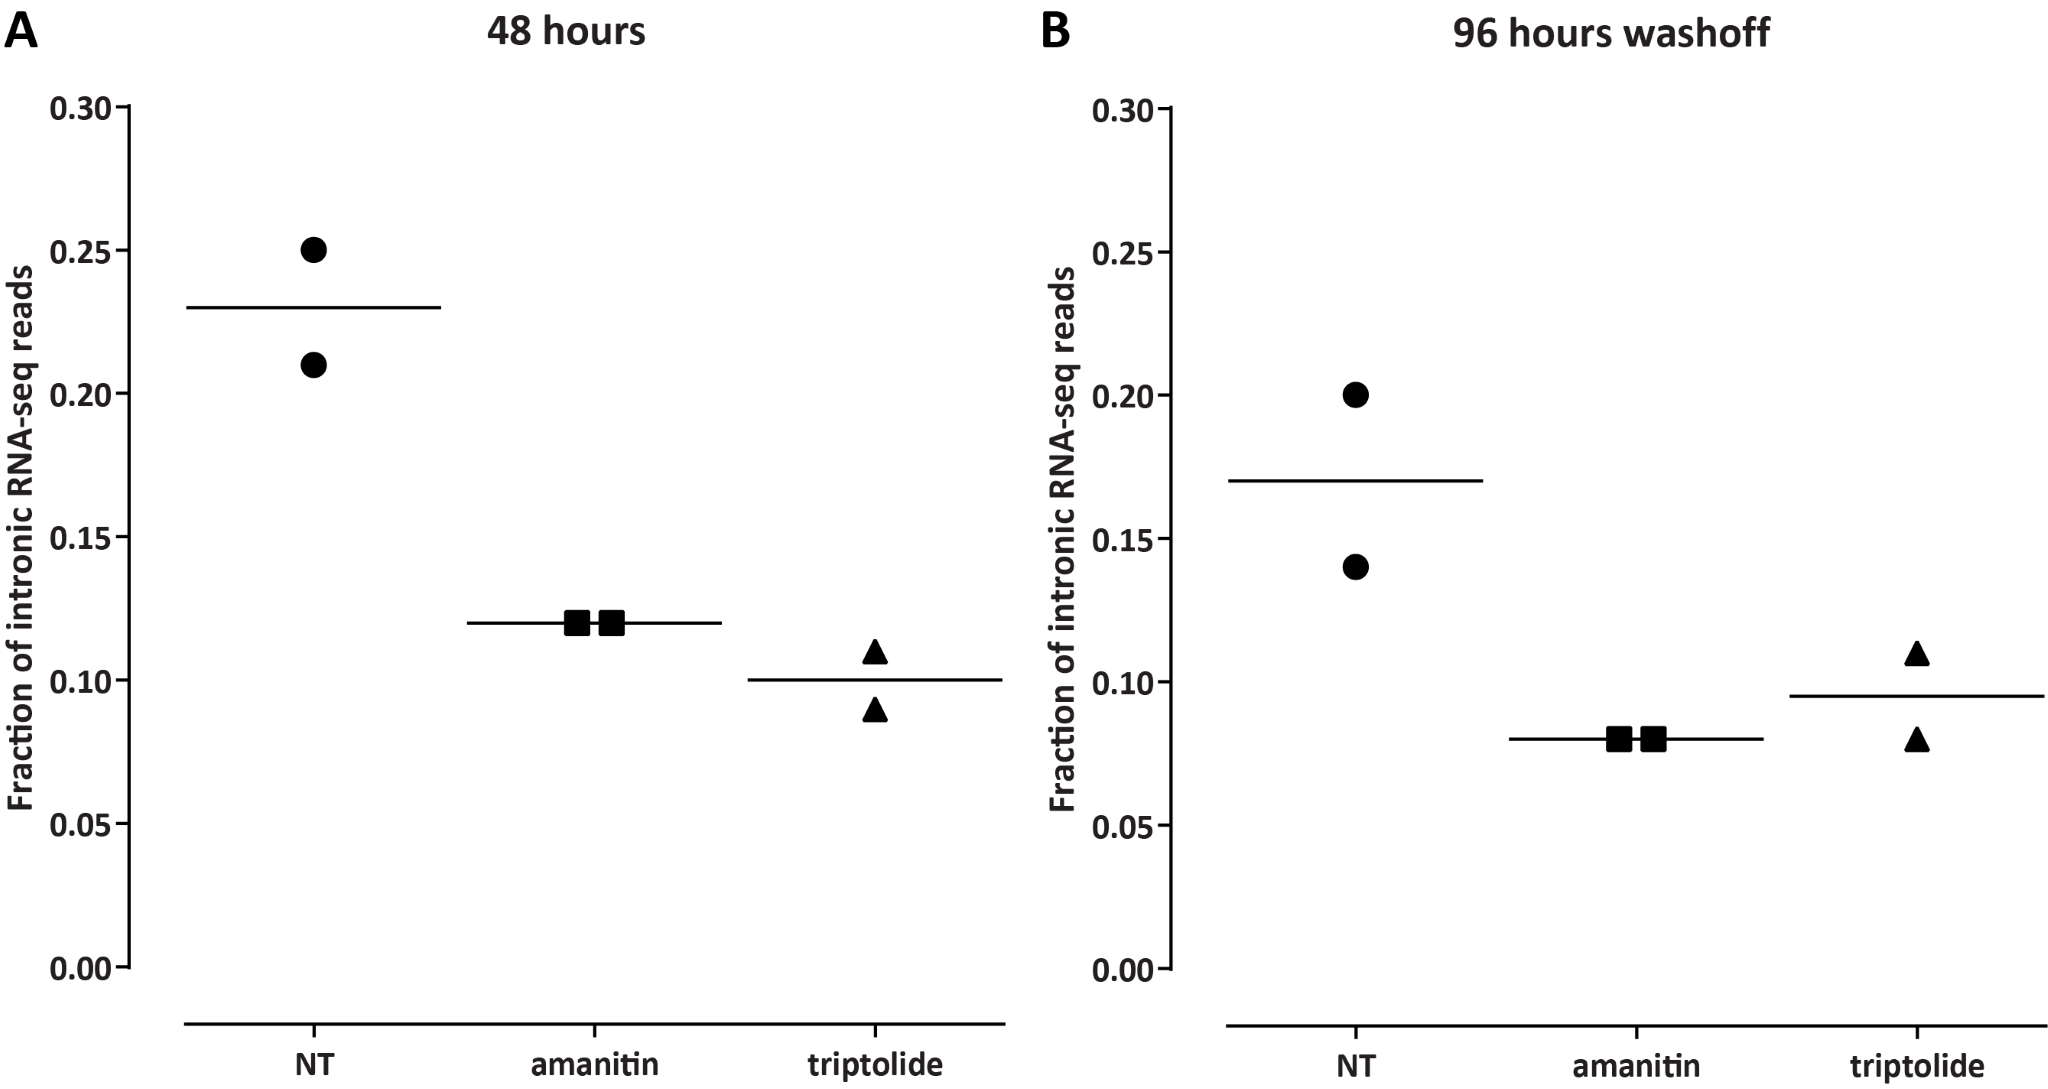 A
48 hours
Fraction of intronic RNA-seq reads
0.30
0.25
0.20
0.15
0.10
0.05
0.00
NT
amanitin
triptolide
B
96 hours washoff
Fraction of intronic RNA-seq reads
0.30
0.25
0.20
0.15
0.10
0.05
0.00
NT
amanitin
triptolide